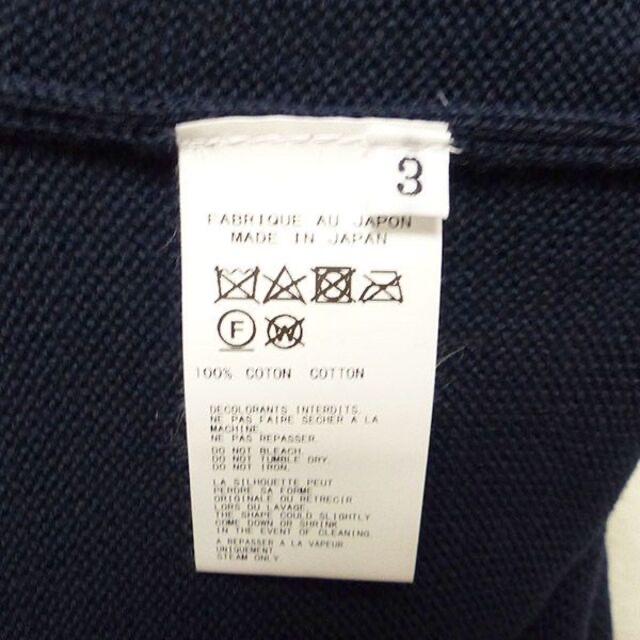 3
FABRIQUE AU JAPON
MADE IN JAPAN
F
W
100% COTON COTTON
DECOLORANTS INTERDITS.
NE PAS FAIRE SECHER A LA
MACHINE.
NE PAS REPASSER.
DO NOT BLEACH.
DO NOT TUMBLE DRY.
DO NOT IRON.
LA SILHOUETTE PEUT
PERDRE SA FORME
D'ORIGINE OU RETRECIR
LORS DU LAVAGE.
THE SHAPE COULD SLIGHTLY
COME DOWN OR SHRINK
IN THE EVENT OF CLEANING.
A REPASSER A LA VAPEUR
UNIQUEMENT
STEAM ONLY.